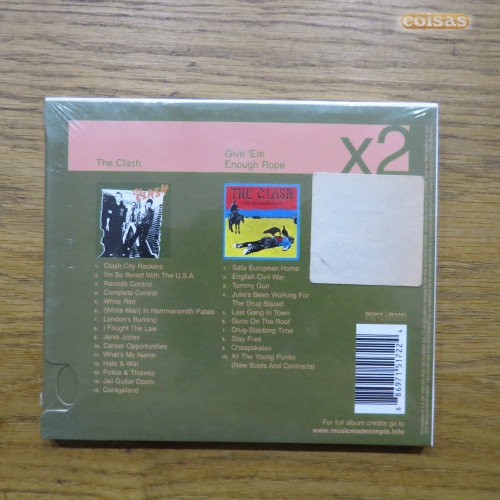 coisas
The Clash
Give 'Em
Enough Rope
x2
CLASH
THE CLASH
1. Clash City Rockers
2. I'm So Bored With The U.S.A.
3. Remote Control
4. Complete Control
5. White Riot
6. (White Man) In Hammersmith Palais
7. London's Burning
8. I Fought The Law
9. Janie Jones
10. Career Opportunities
11. What's My Name
12. Hate & War
13. Police & Thieves
14. Jail Guitar Doors
15. Garageland
1. Safe European Home
2. English Civil War
3. Tommy Gun
4. Julie's Been Working For
The Drug Squad
5. Last Gang In Town
6. Guns On The Roof
7. Drug-Stabbing Time
8. Stay Free
9. Cheapskates
10. All The Young Punks
(New Boots And Contracts)
SONY BMG
8 86971 51722 4
For full album credits go to
www.musicmadesimple.info